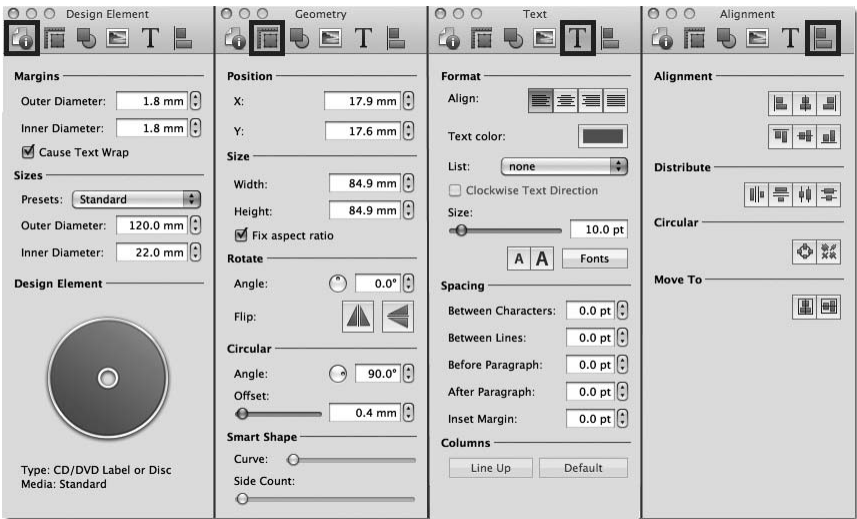 Design Element
Margins
Outer Diameter: 1.8 mm
Inner Diameter: 1.8 mm
Cause Text Wrap
Sizes
Presets: Standard
Outer Diameter: 120.0 mm
Inner Diameter: 22.0 mm
Design Element
Type: CD/DVD Label or Disc
Media: Standard
Geometry
Position
X: 17.9 mm
Y: 17.6 mm
Size
Width: 84.9 mm
Height: 84.9 mm
Fix aspect ratio
Rotate
Angle: 0.0°
Flip:
Circular
Angle: 90.0°
Offset:
0.4 mm
Smart Shape
Curve:
Side Count:
Text
T
Format
Align:
Text color:
List: none
Clockwise Text Direction
Size:
10.0 pt
A A Fonts
Spacing
Between Characters: 0.0 pt
Between Lines: 0.0 pt
Before Paragraph: 0.0 pt
After Paragraph: 0.0 pt
Inset Margin: 0.0 pt
Columns
Line Up Default
Alignment
T
Alignment
Distribute
Circular
Move To